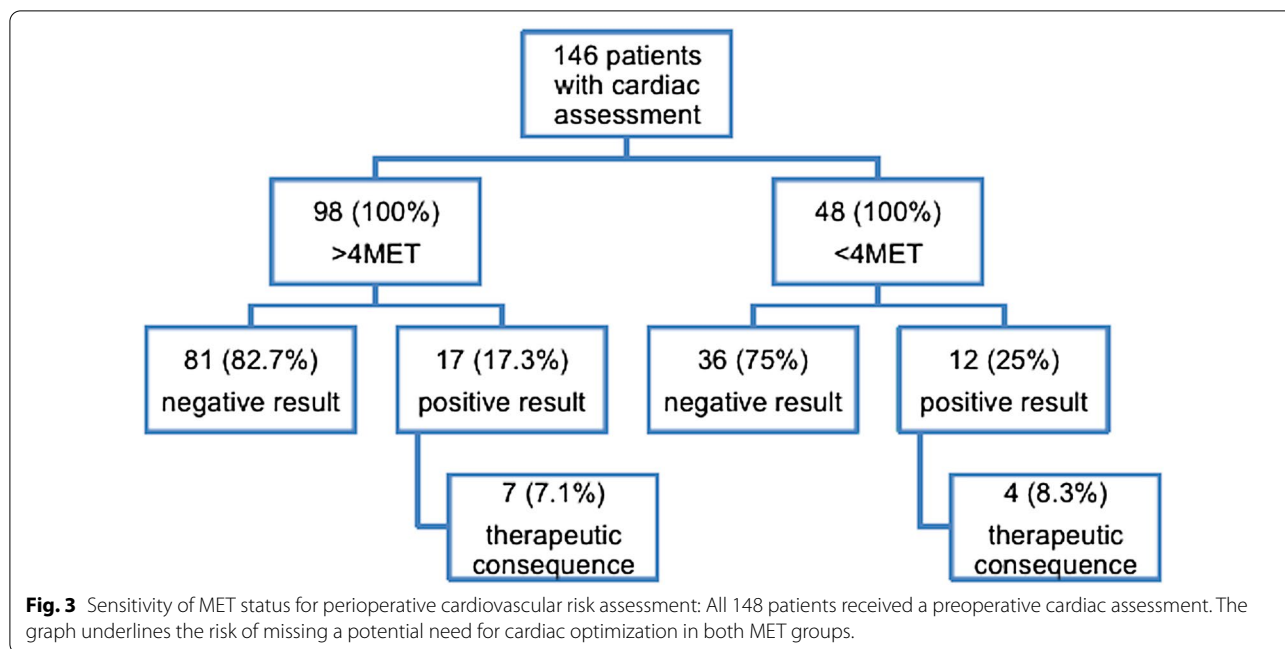 146 patients
with cardiac
assessment
98 (100%)
>4MET
48 (100%)
<4MET
81 (82.7%)
negative result
17 (17.3%)
positive result
36 (75%)
negative result
12 (25%)
positive result
7 (7.1%)
therapeutic
consequence
4 (8.3%)
therapeutic
consequence
Fig. 3 Sensitivity of MET status for perioperative cardiovascular risk assessment: All 148 patients received a preoperative cardiac assessment. The
graph underlines the risk of missing a potential need for cardiac optimization in both MET groups.